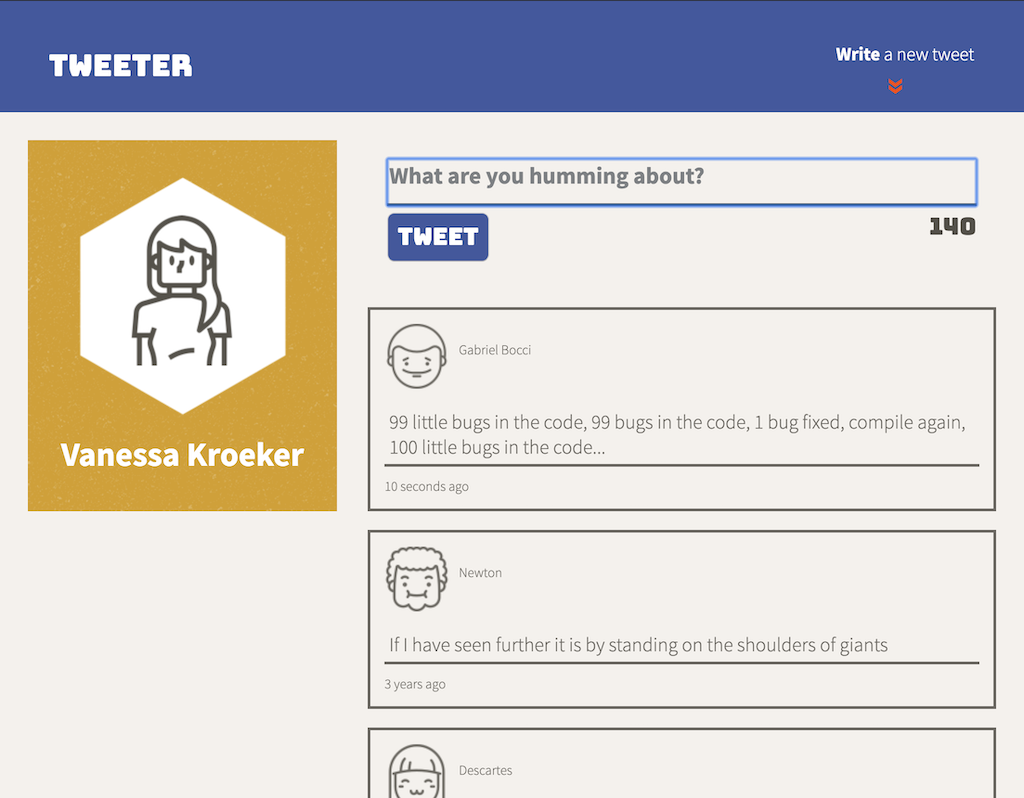 TWEETER
Write a new tweet
Vanessa Kroeker
What are you humming about?
TWEET
140
Gabriel Bocci
99 little bugs in the code, 99 bugs in the code, 1 bug fixed, compile again,
100 little bugs in the code...
10 seconds ago
Newton
If I have seen further it is by standing on the shoulders of giants
3 years ago
Descartes